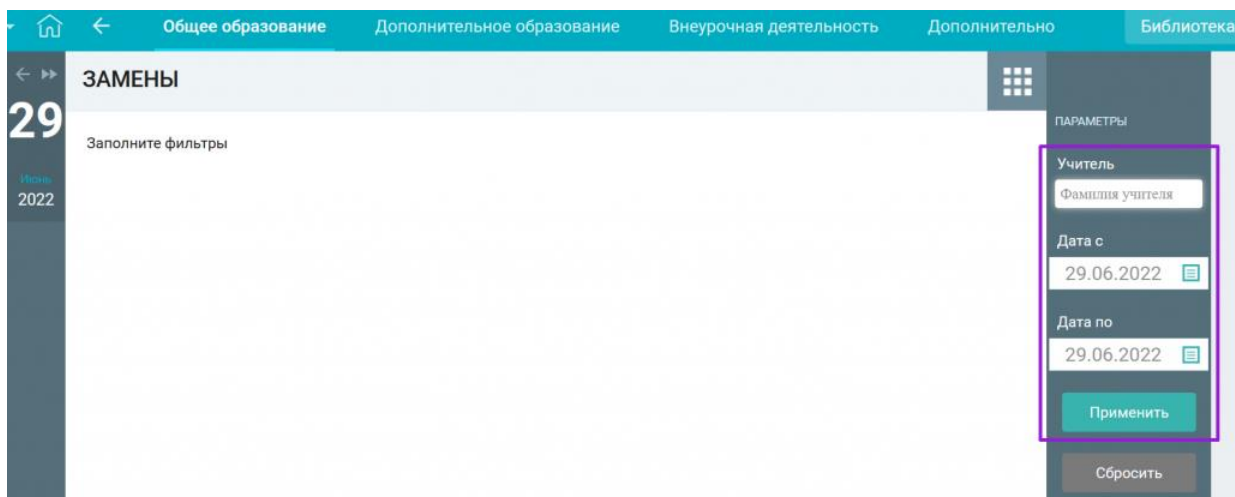 Общее образование Дополнительное образование Внеурочная деятельность Дополнительно Библиотека
29
Июнь
2022
ЗАМЕНЫ
Заполните фильтры
ПАРАМЕТРЫ
Учитель
Фамилия учителя
Дата с
29.06.2022
Дата по
29.06.2022
Применить
Сбросить